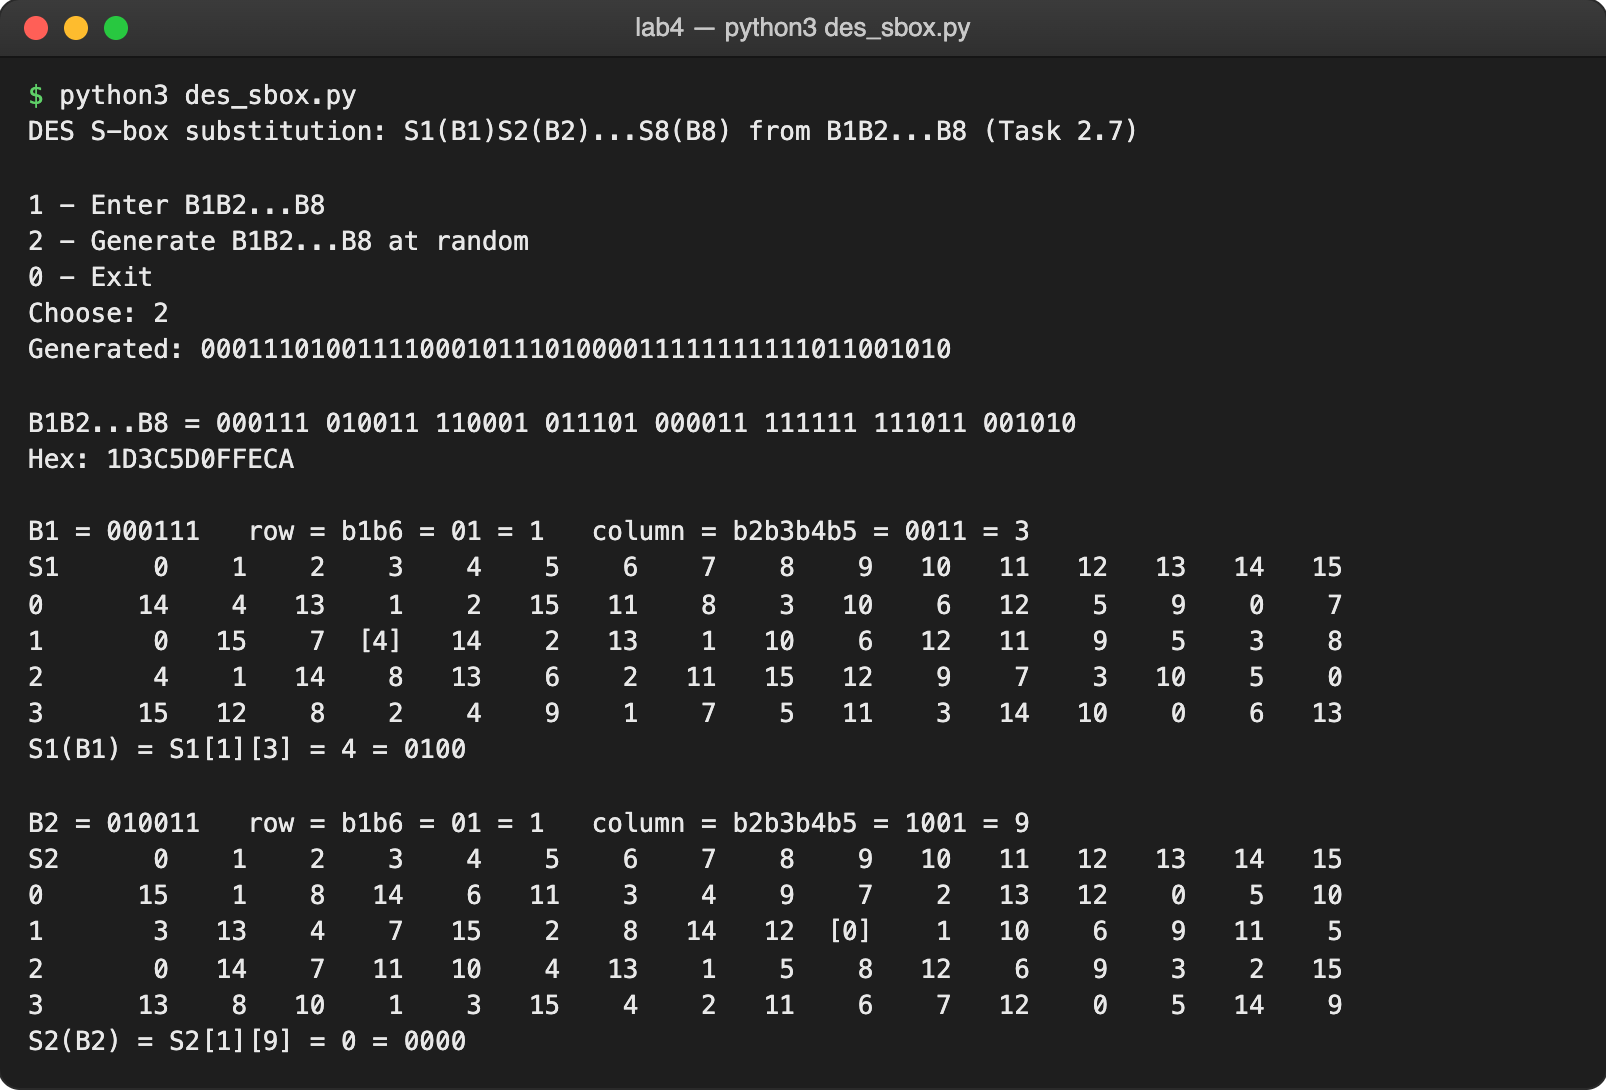 lab4 — python3 des_sbox.py
$ python3 des_sbox.py
DES S-box substitution: S1(B1)S2(B2)...S8(B8) from B1B2...B8 (Task 2.7)
1 – Enter B1B2...B8
2 – Generate B1B2...B8 at random
0 – Exit
Choose: 2
Generated: 000111010011110001011101000011111111111011001010
B1B2...B8 = 000111 010011 110001 011101 000011 111111 111011 001010
Hex: 1D3C5D0FFECA
B1 = 000111   row = b1b6 = 01 = 1   column = b2b3b4b5 = 0011 = 3
S1      0    1    2    3    4    5    6    7    8    9   10   11   12   13   14   15
0      14    4   13    1    2   15   11    8    3   10    6   12    5    9    0    7
1       0   15    7  [4]   14    2   13    1   10    6   12   11    9    5    3    8
2       4    1   14    8   13    6    2   11   15   12    9    7    3   10    5    0
3      15   12    8    2    4    9    1    7    5   11    3   14   10    0    6   13
S1(B1) = S1[1][3] = 4 = 0100
B2 = 010011   row = b1b6 = 01 = 1   column = b2b3b4b5 = 1001 = 9
S2      0    1    2    3    4    5    6    7    8    9   10   11   12   13   14   15
0      15    1    8   14    6   11    3    4    9    7    2   13   12    0    5   10
1       3   13    4    7   15    2    8   14   12  [0]    1   10    6    9   11    5
2       0   14    7   11   10    4   13    1    5    8   12    6    9    3    2   15
3      13    8   10    1    3   15    4    2   11    6    7   12    0    5   14    9
S2(B2) = S2[1][9] = 0 = 0000